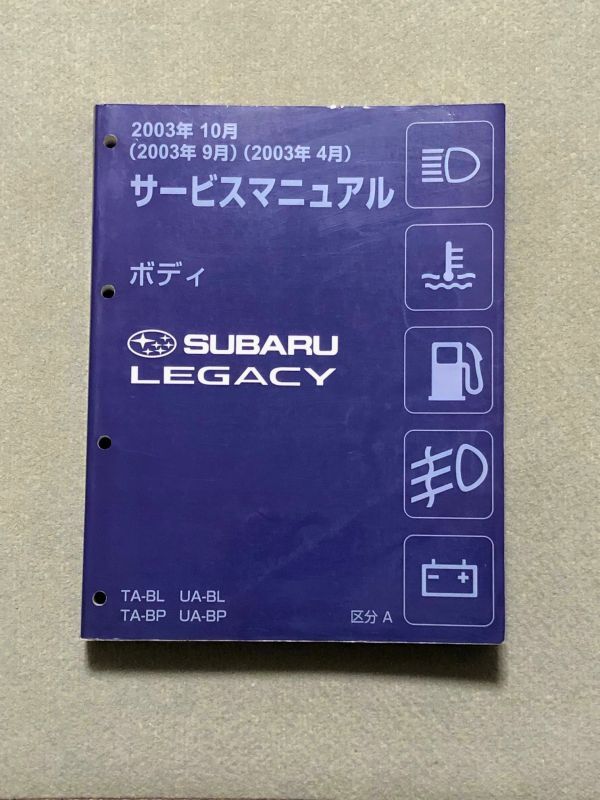 2003年 10月
(2003年 9月) (2003年 4月)
サービスマニュアル
ボディ
SUBARU
LEGACY
TA-BL UA-BL
TA-BP UA-BP
区分 A